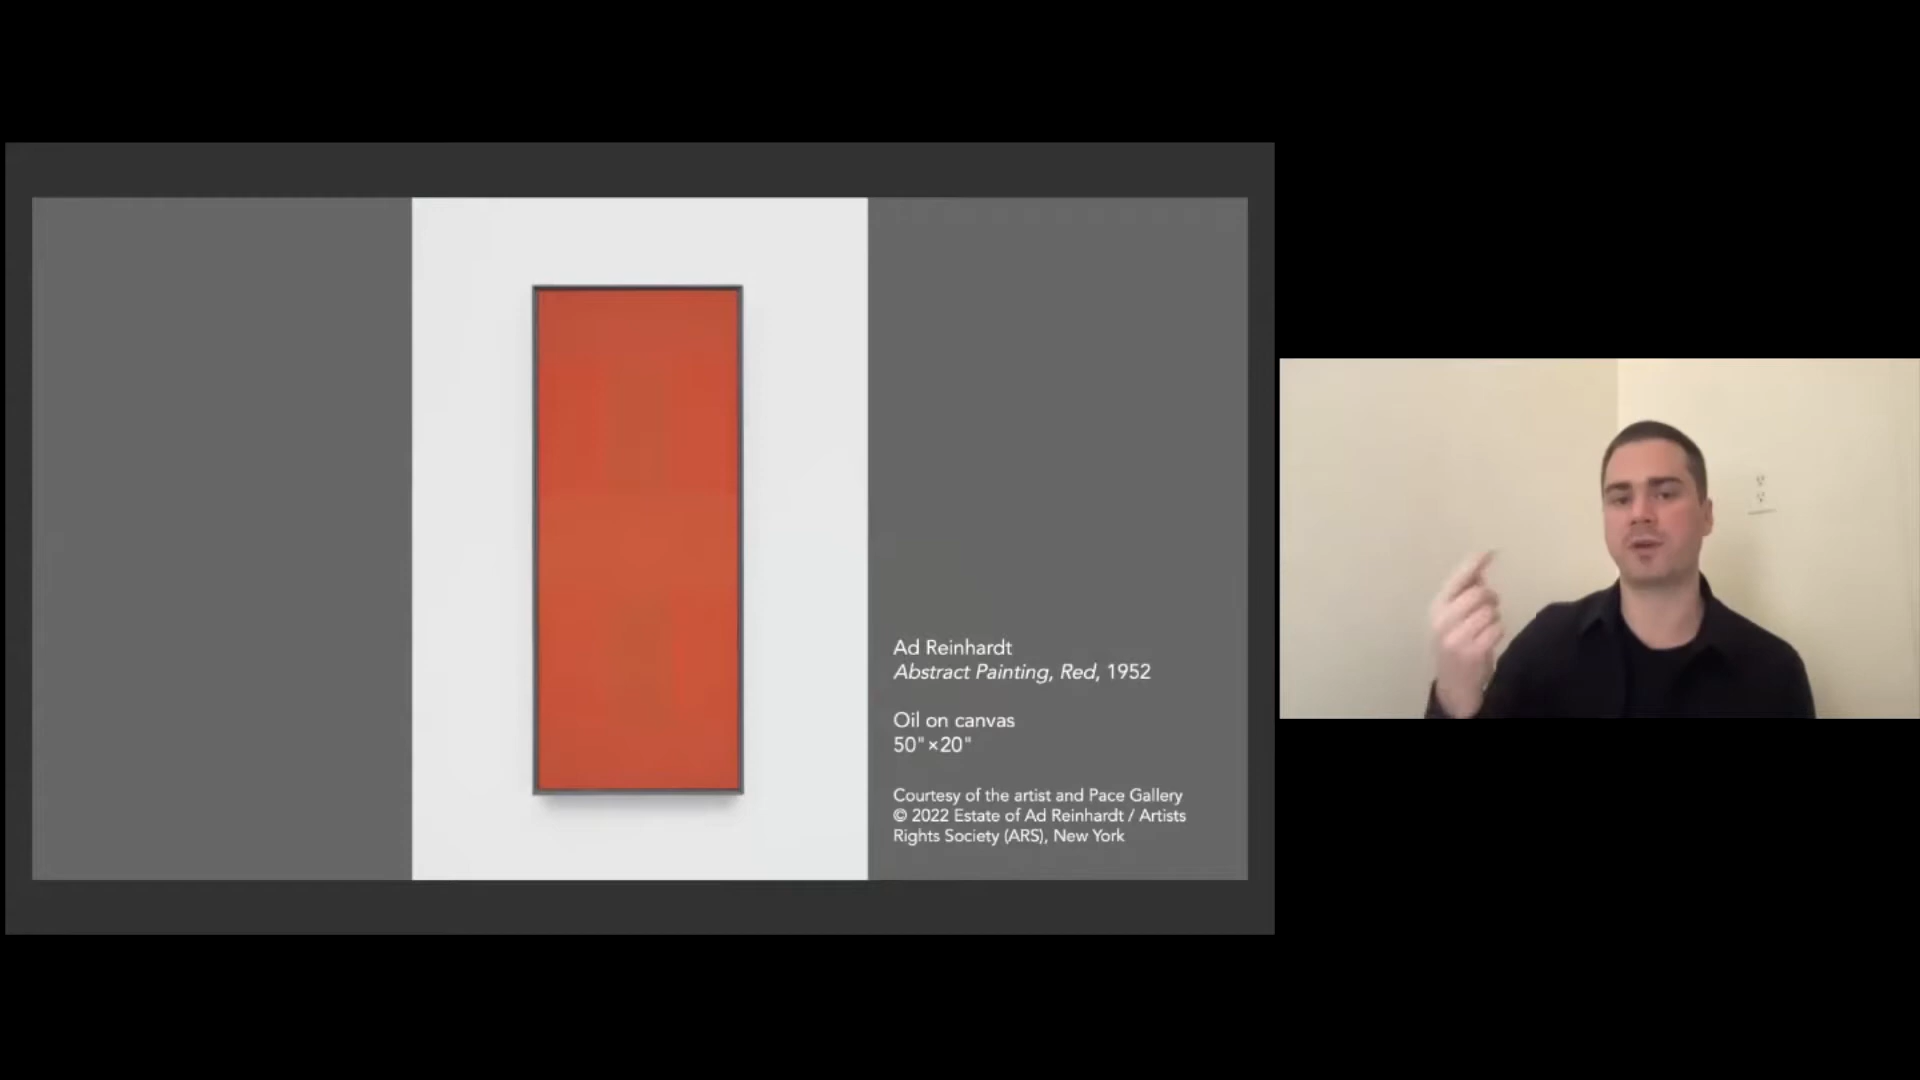 Ad Reinhardt
Abstract Painting, Red, 1952
Oil on canvas
50"×20"
Courtesy of the artist and Pace Gallery
© 2022 Estate of Ad Reinhardt / Artists
Rights Society (ARS), New York